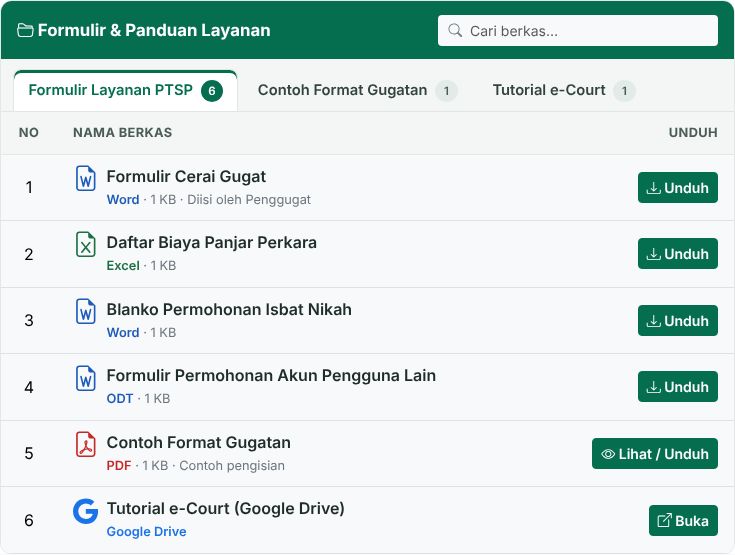 Formulir & Panduan Layanan
Cari berkas...
Formulir Layanan PTSP 6
Contoh Format Gugatan 1
Tutorial e-Court 1
NO NAMA BERKAS UNDUH
1 Formulir Cerai Gugat
Word · 1 KB · Diisi oleh Penggugat
Unduh
2 Daftar Biaya Panjar Perkara
Excel · 1 KB
Unduh
3 Blanko Permohonan Isbat Nikah
Word · 1 KB
Unduh
4 Formulir Permohonan Akun Pengguna Lain
ODT · 1 KB
Unduh
5 Contoh Format Gugatan
PDF · 1 KB · Contoh pengisian
Lihat / Unduh
6 Tutorial e-Court (Google Drive)
Google Drive
Buka